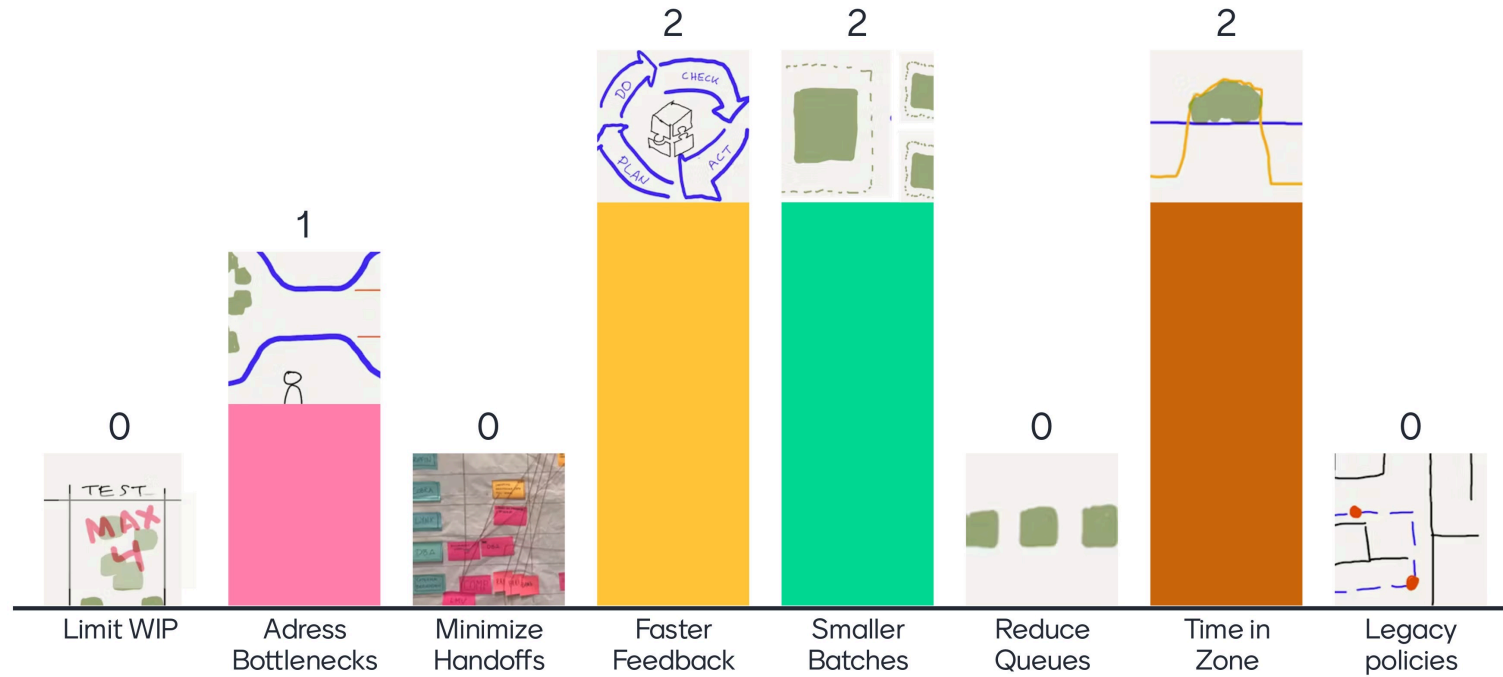 0
1
0
2
2
0
2
0
TEST
MAX
4
DO
CHECK
ACT
PLAN
DBA
Limit WIP
Adress
Bottlenecks
Minimize
Handoffs
Faster
Feedback
Smaller
Batches
Reduce
Queues
Time in
Zone
Legacy
policies